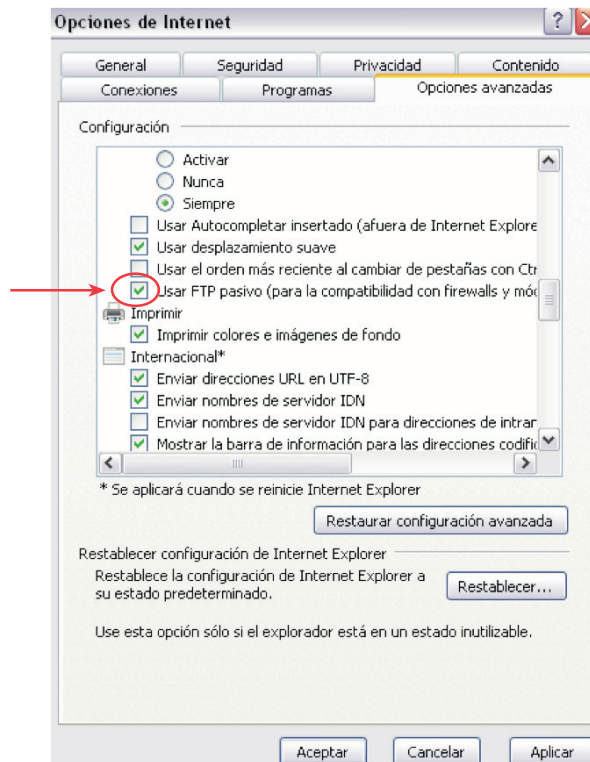 Opciones de Internet
General Seguridad Privacidad Contenido
Conexiones Programas Opciones avanzadas
Configuración
Activar
Nunca
Siempre
Usar Autocompletar insertado (afuera de Internet Explore
Usar desplazamiento suave
Usar el orden más reciente al cambiar de pestañas con Ctr
Usar FTP pasivo (para la compatibilidad con firewalls y mód
Imprimir
Imprimir colores e imágenes de fondo
Internacional*
Enviar direcciones URL en UTF-8
Enviar nombres de servidor IDN
Enviar nombres de servidor IDN para direcciones de intrar
Mostrar la barra de información para las direcciones codific
* Se aplicará cuando se reinicie Internet Explorer
Restaurar configuración avanzada
Restablecer configuración de Internet Explorer
Restablece la configuración de Internet Explorer a
su estado predeterminado.
Restablecer...
Use esta opción sólo si el explorador está en un estado inutilizable.
Aceptar Cancelar Aplicar